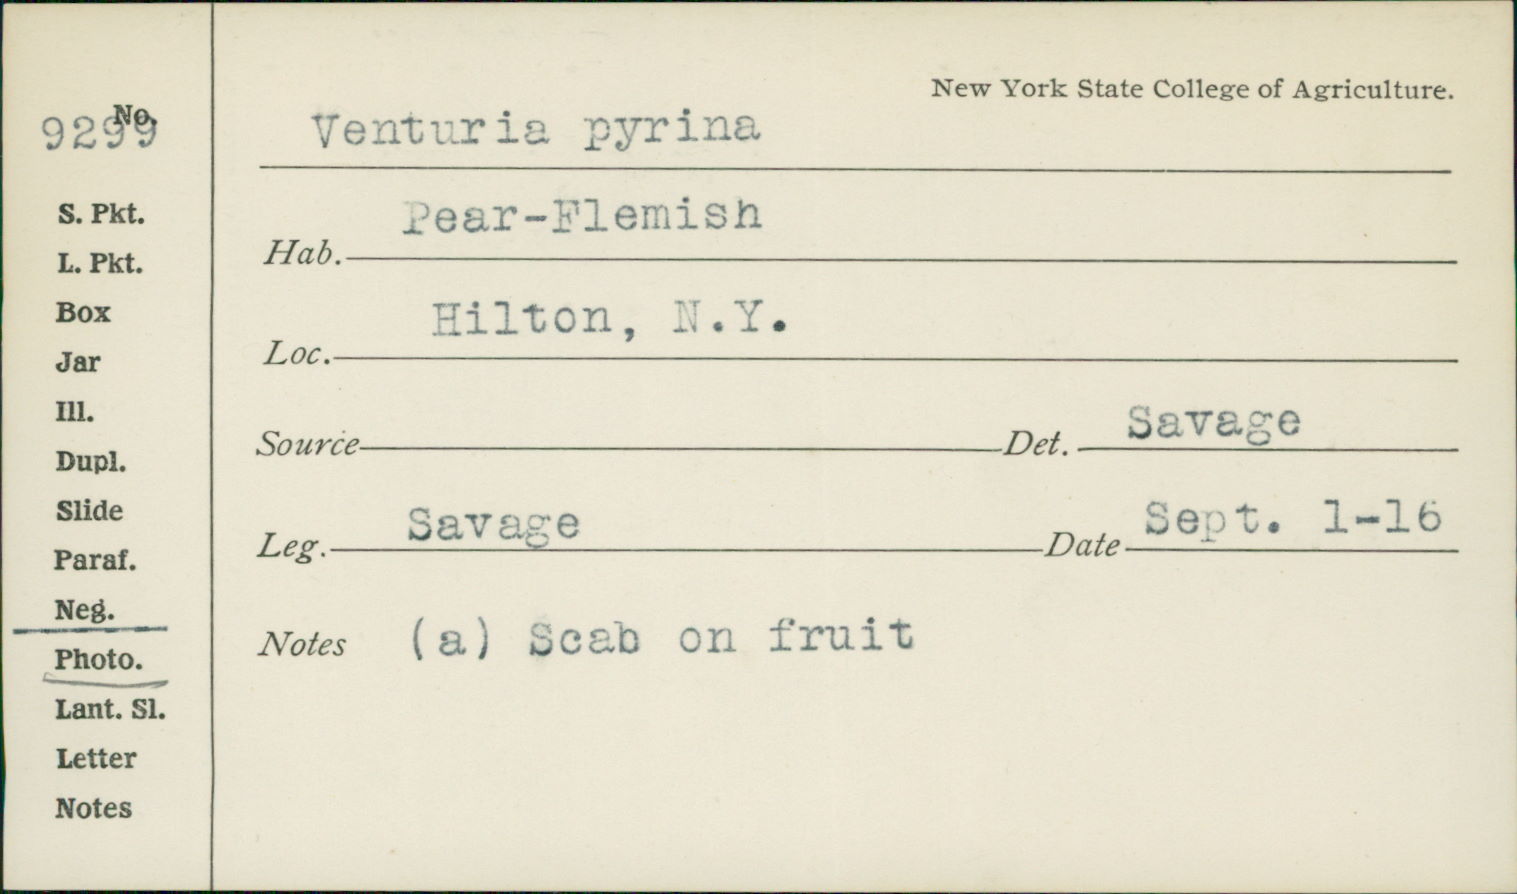 New York State College of Agriculture.
No.
9299
Venturia pyrina
S. Pkt.
L. Pkt.
Box
Jar
Ill.
Dupl.
Slide
Paraf.
Neg.
Photo.
Lant. Sl.
Letter
Notes
Hab. Pear-Flemish
Loc. Hilton, N.Y.
Source Det. Savage
Leg. Savage Date Sept. 1-16
Notes (a) Scab on fruit